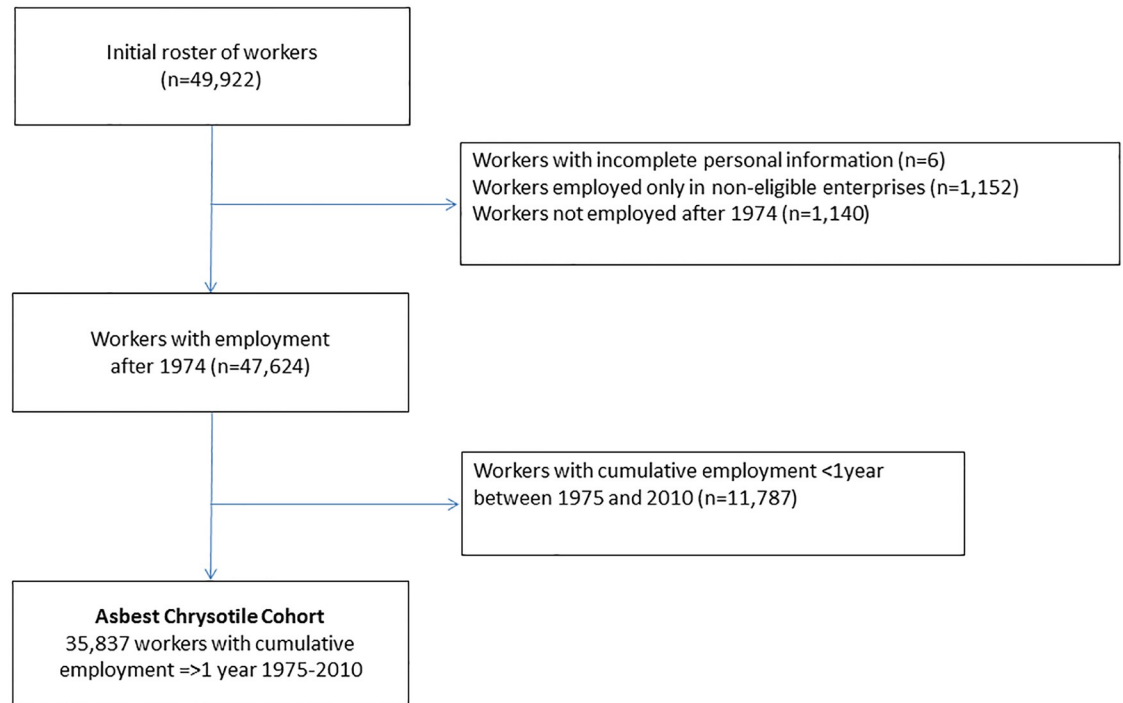 Initial roster of workers
(n=49,922)
Workers with incomplete personal information (n=6)
Workers employed only in non-eligible enterprises (n=1,152)
Workers not employed after 1974 (n=1,140)
Workers with employment
after 1974 (n=47,624)
Workers with cumulative employment <1year
between 1975 and 2010 (n=11,787)
Asbest Chrysotile Cohort
35,837 workers with cumulative
employment =>1 year 1975-2010